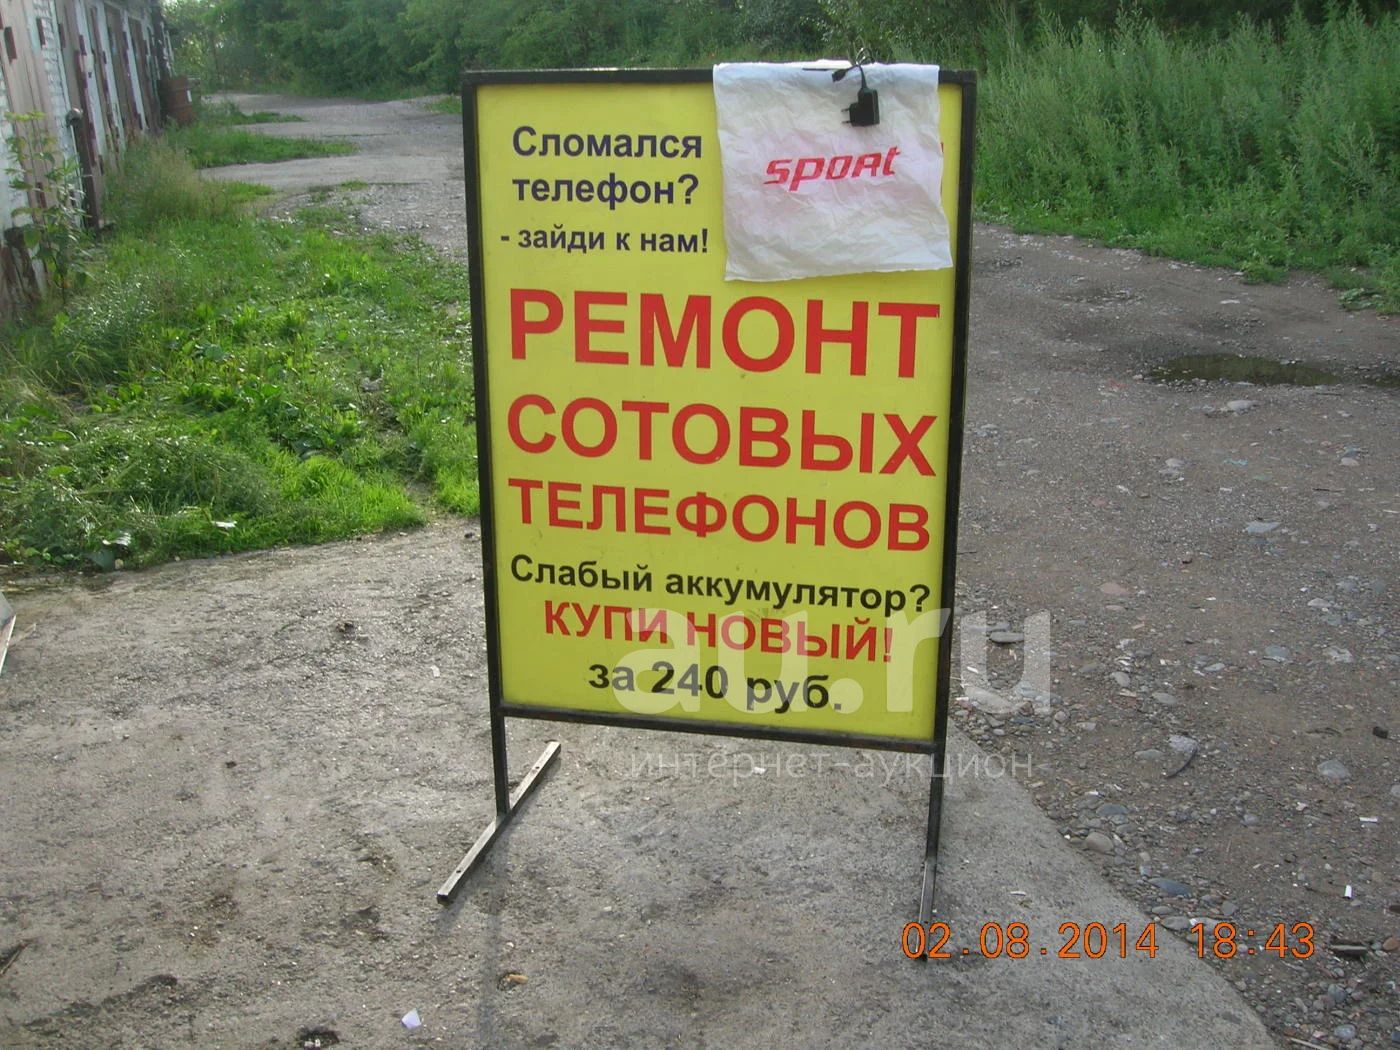 Сломался
телефон?
- зайди к нам!
sport
РЕМОНТ
СОТОВЫХ
ТЕЛЕФОНОВ
Слабый аккумулятор?
КУПИ НОВЫЙ!
за 240 руб.
au.ru
интернет-аукцион
02.08.2014 18:43